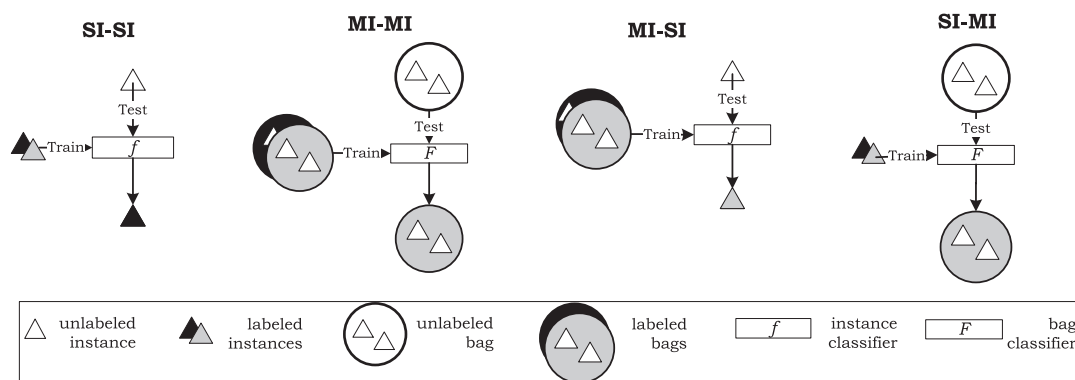 SI-SI
MI-MI
MI-SI
SI-MI
Test
Train
f
Test
Train
F
Test
Train
f
Test
Train
F
unlabeled
instance
labeled
instances
unlabeled
bag
labeled
bags
f
instance
classifier
F
bag
classifier